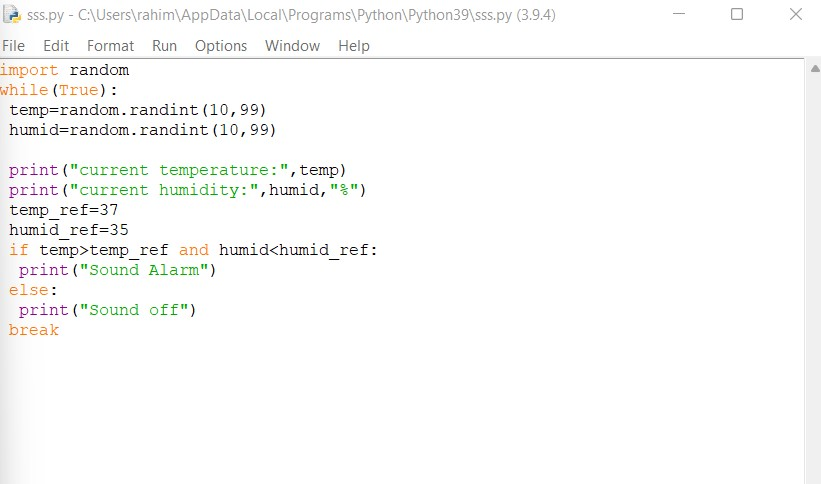 sss.py - C:\Users\rahim\AppData\Local\Programs\Python\Python39\sss.py (3.9.4)
File Edit Format Run Options Window Help
import random
while(True):
 temp=random.randint(10,99)
 humid=random.randint(10,99)

 print("current temperature:",temp)
 print("current humidity:",humid,"%")
 temp_ref=37
 humid_ref=35
 if temp>temp_ref and humid<humid_ref:
  print("Sound Alarm")
 else:
  print("Sound off")
 break